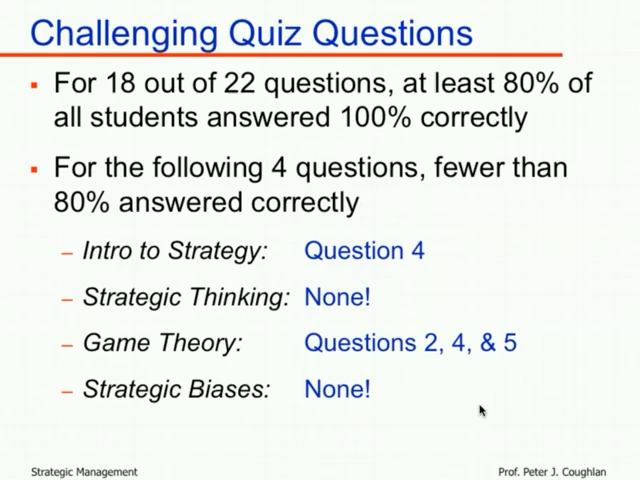 Challenging Quiz Questions
▪ For 18 out of 22 questions, at least 80% of
all students answered 100% correctly
▪ For the following 4 questions, fewer than
80% answered correctly
– Intro to Strategy: Question 4
– Strategic Thinking: None!
– Game Theory: Questions 2, 4, & 5
– Strategic Biases: None!
Strategic Management Prof. Peter J. Coughlan